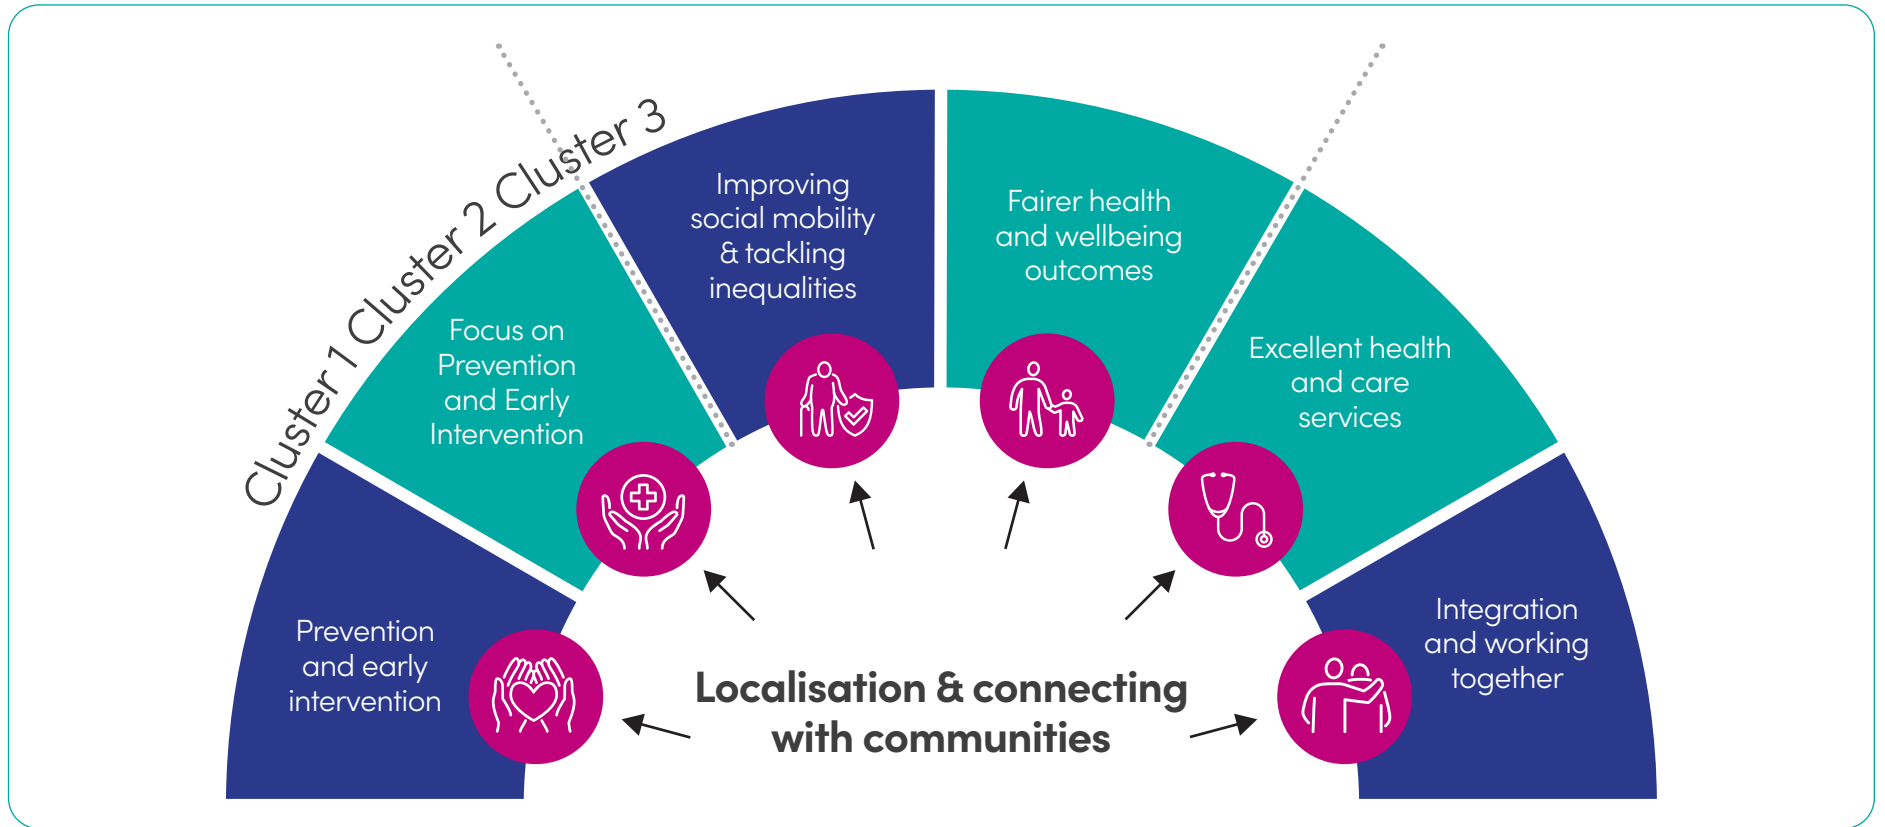 Cluster 1 Cluster 2 Cluster 3
Prevention
and early
intervention
Focus on
Prevention
and Early
Intervention
Improving
social mobility
& tackling
inequalities
Fairer health
and wellbeing
outcomes
Excellent health
and care
services
Integration
and working
together
Localisation & connecting
with communities